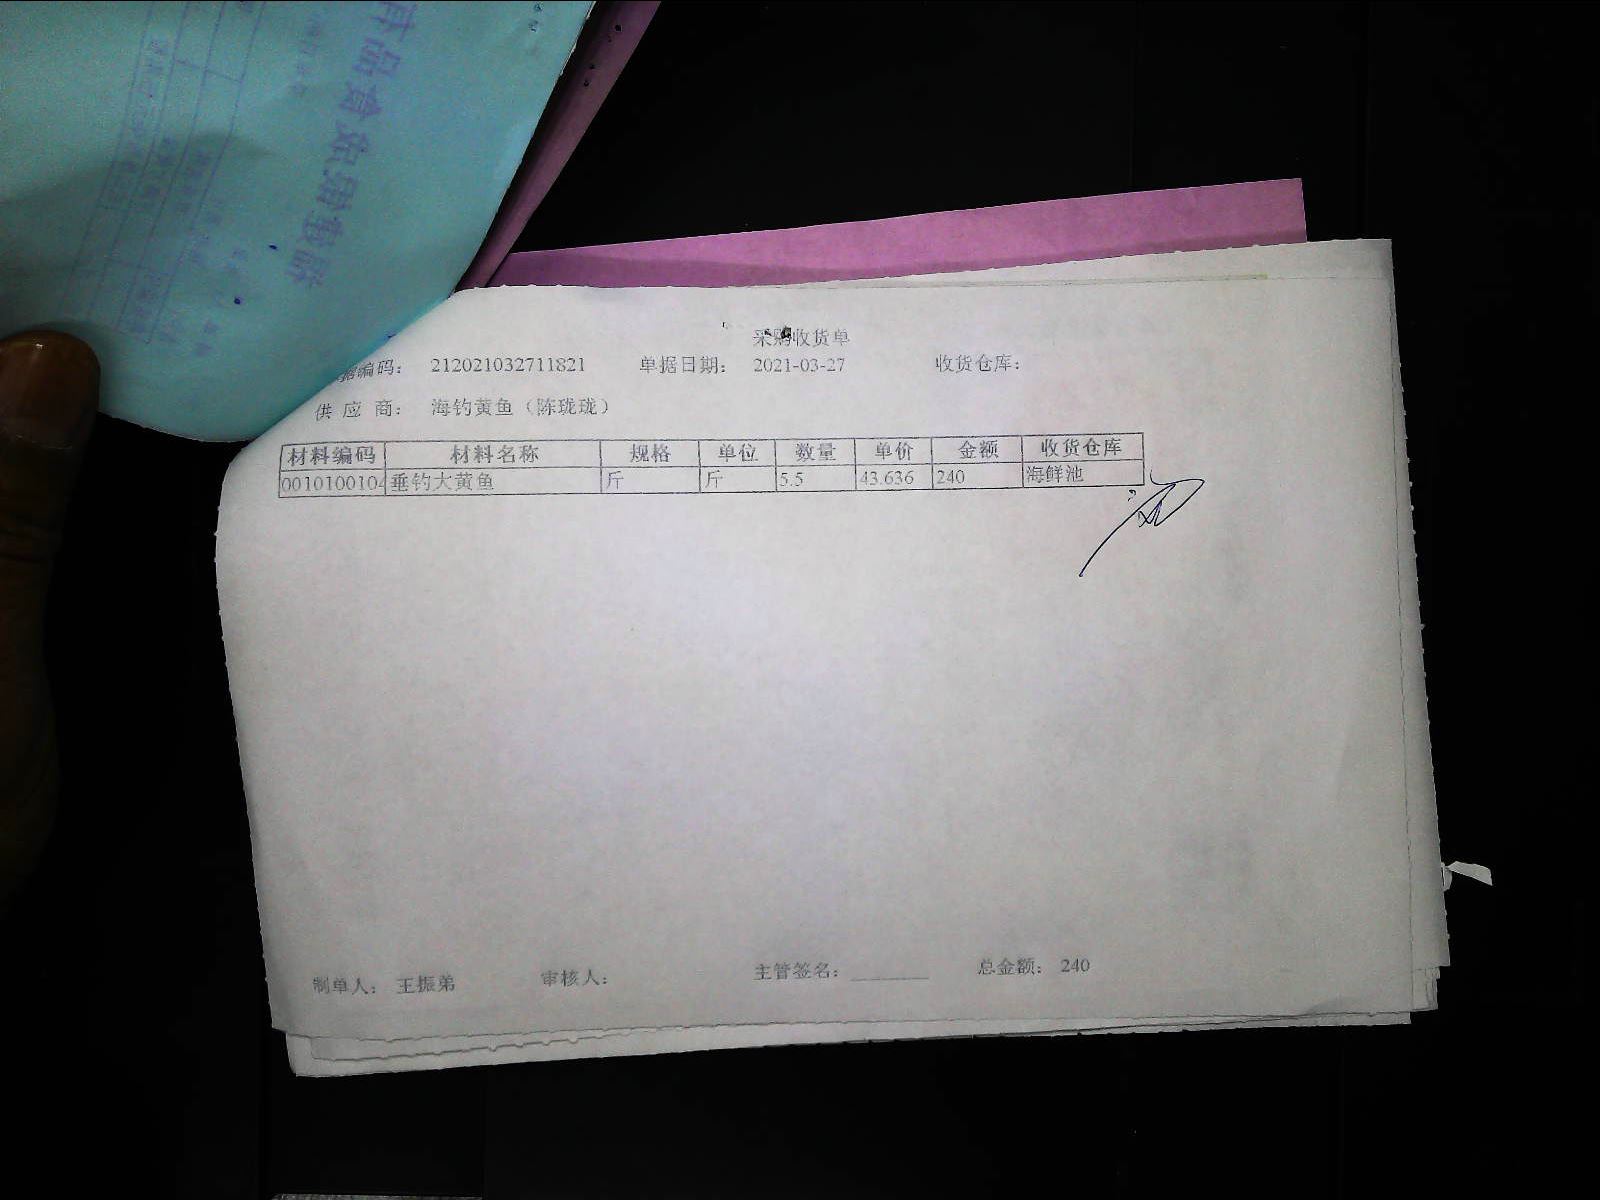 采购收货单
据编码： 212021032711821 单据日期： 2021-03-27 收货仓库：
供 应 商： 海钓黄鱼（陈珑珑）
材料编码 材料名称 规格 单位 数量 单价 金额 收货仓库
0010100104 垂钓大黄鱼 斤 斤 5.5 43.636 240 海鲜池
制单人： 王振弟 审核人： 主管签名： 总金额： 240